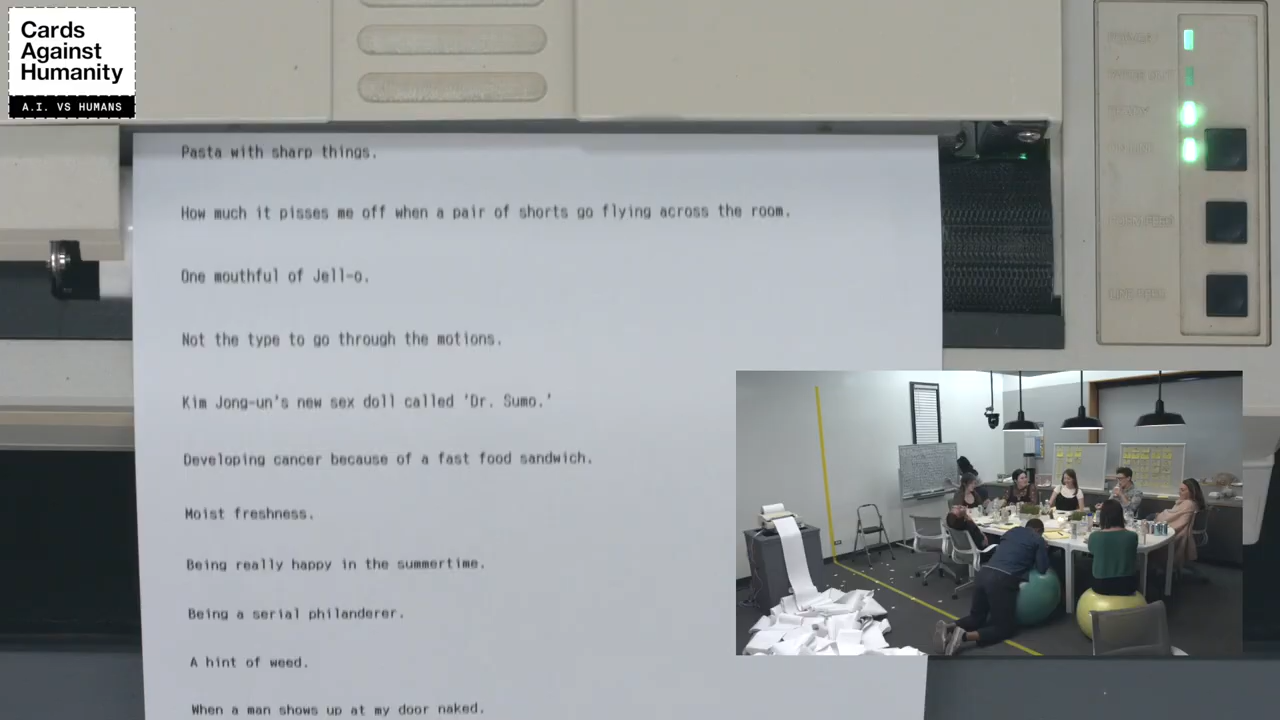 Cards
Against
Humanity
A.I. VS HUMANS
Pasta with sharp things.
How much it pisses me off when a pair of shorts go flying across the room.
One mouthful of Jell-o.
Not the type to go through the motions.
Kim Jong-un's new sex doll called 'Dr. Sumo.'
Developing cancer because of a fast food sandwich.
Moist freshness.
Being really happy in the summertime.
Being a serial philanderer.
A hint of weed.
When a man shows up at my door naked.